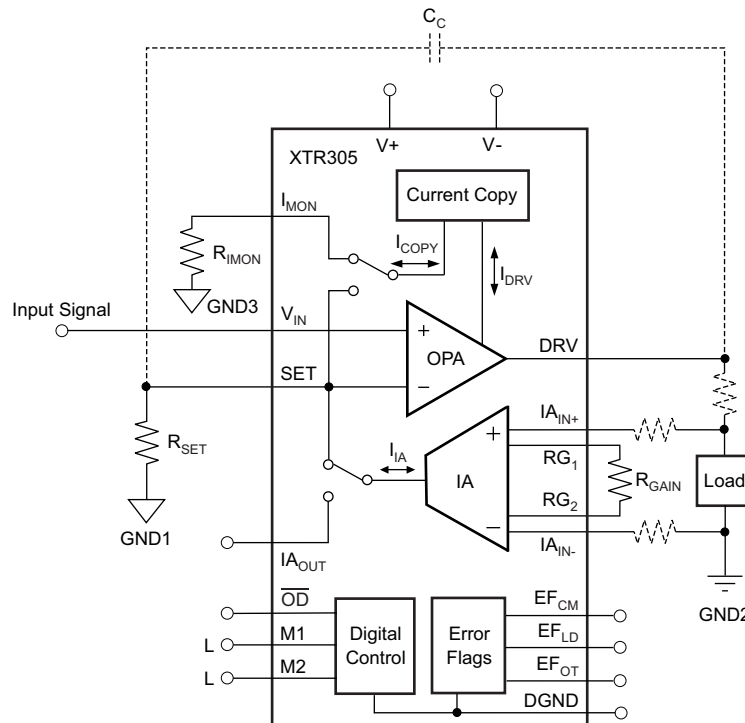 C_C
V+
V-
XTR305
Current Copy
I_MON
R_IMON
I_COPY
I_DRV
GND3
Input Signal
V_IN
+
OPA
DRV
SET
−
IA_IN+
R_SET
I_IA
+
RG_1
IA
R_GAIN
Load
RG_2
−
GND1
IA_IN-
IA_OUT
GND2
OD
EF_CM
L
M1
Digital
Control
Error
Flags
EF_LD
L
M2
EF_OT
DGND